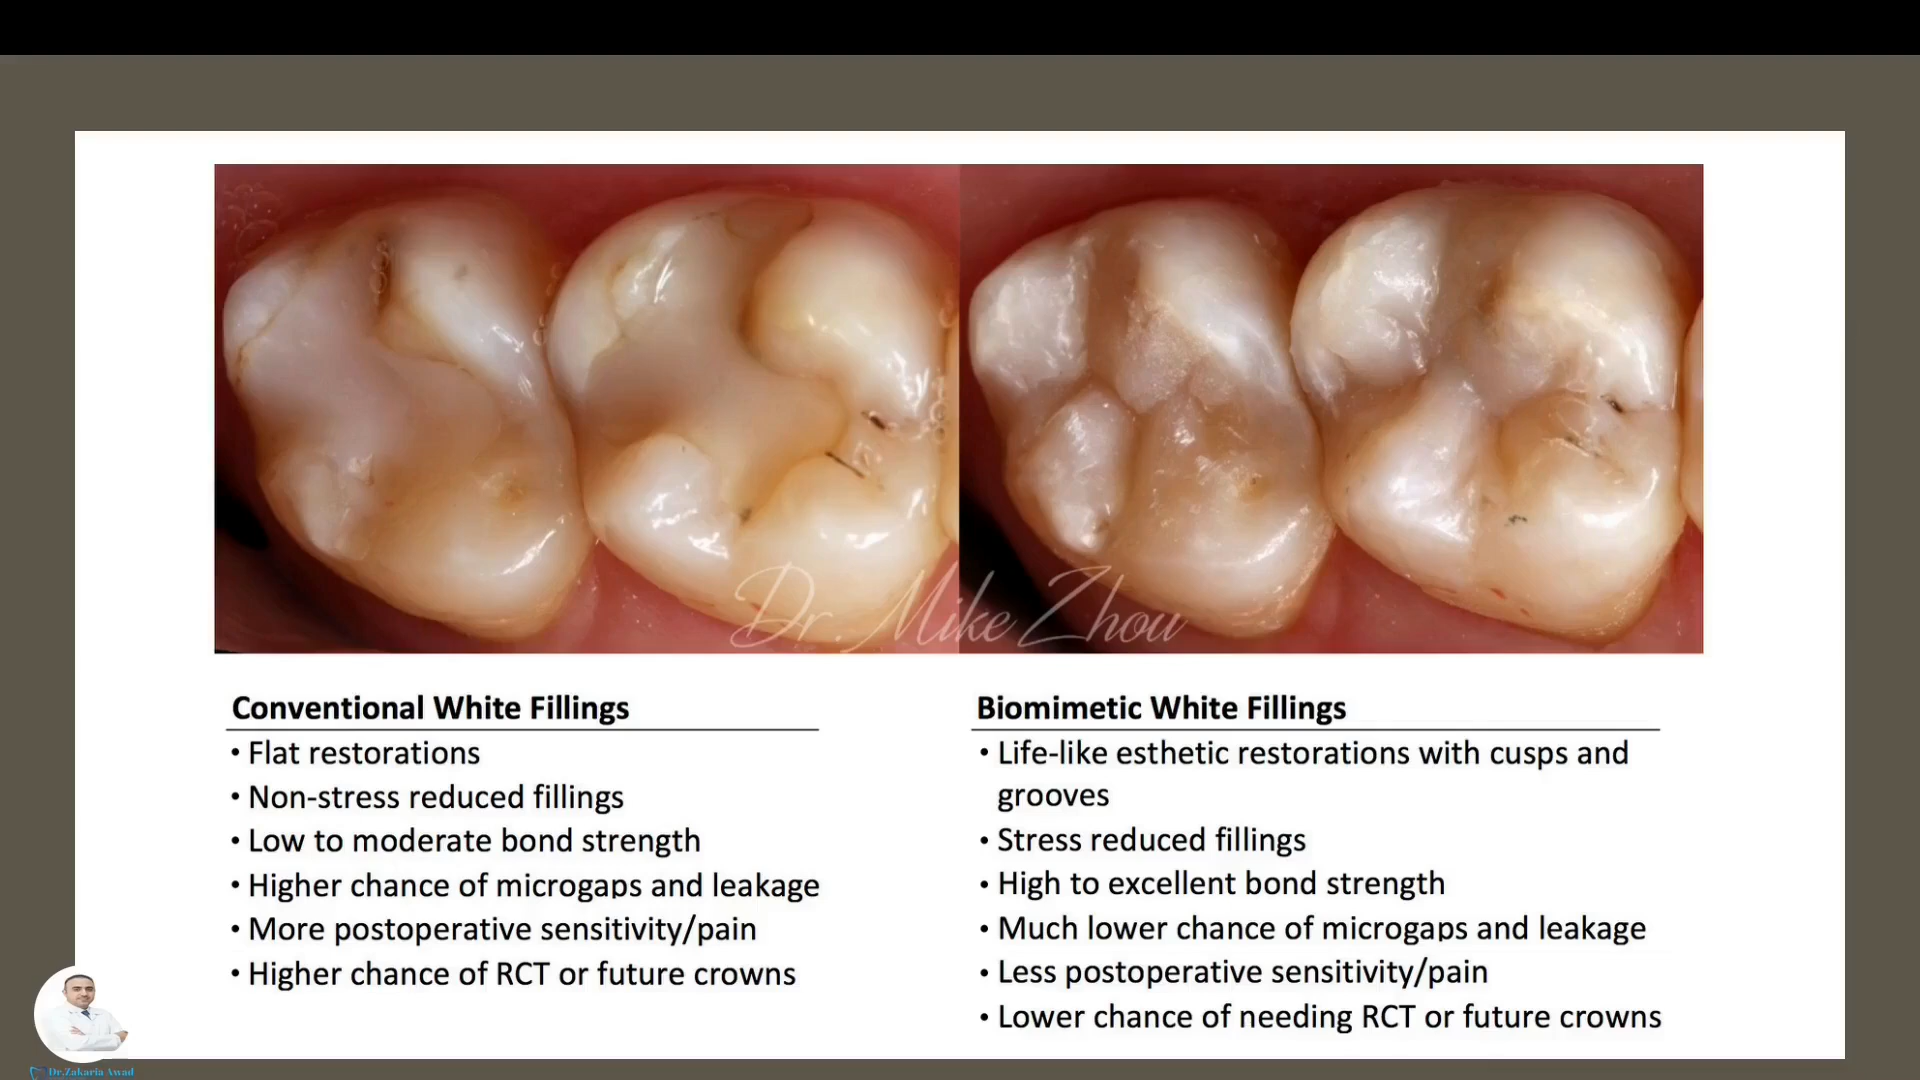 Dr. Mike Zhou
Conventional White Fillings
• Flat restorations
• Non-stress reduced fillings
• Low to moderate bond strength
• Higher chance of microgaps and leakage
• More postoperative sensitivity/pain
• Higher chance of RCT or future crowns
Biomimetic White Fillings
• Life-like esthetic restorations with cusps and
grooves
• Stress reduced fillings
• High to excellent bond strength
• Much lower chance of microgaps and leakage
• Less postoperative sensitivity/pain
• Lower chance of needing RCT or future crowns
Dr.Zakaria Awad